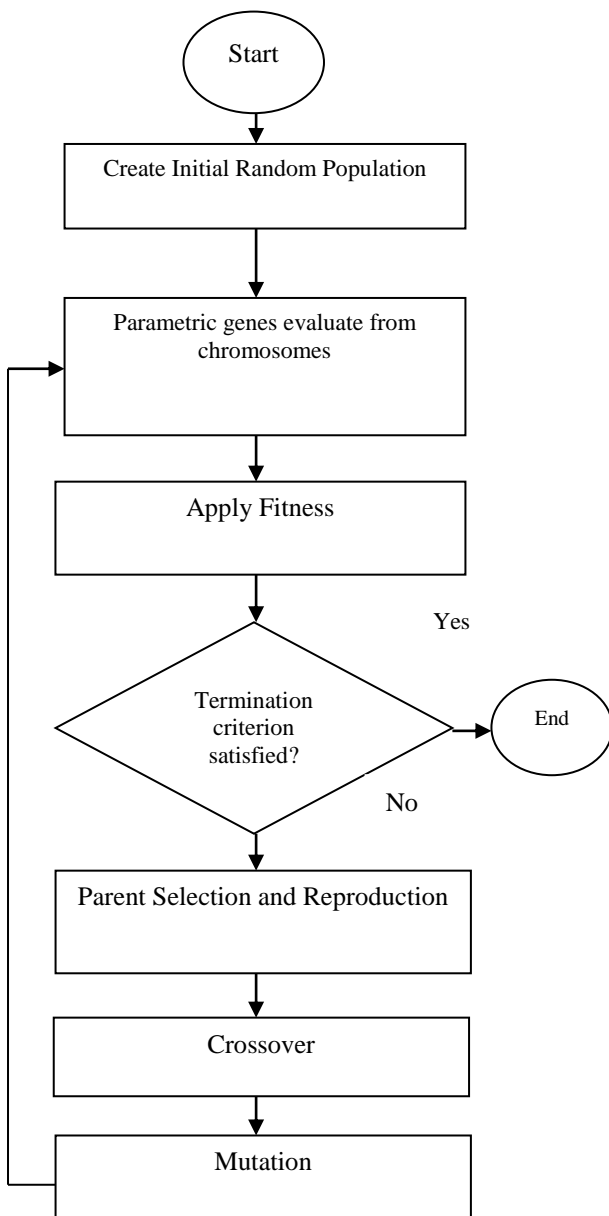 Start
Create Initial Random Population
Parametric genes evaluate from
chromosomes
Apply Fitness
Yes
Termination
criterion
satisfied?
End
No
Parent Selection and Reproduction
Crossover
Mutation